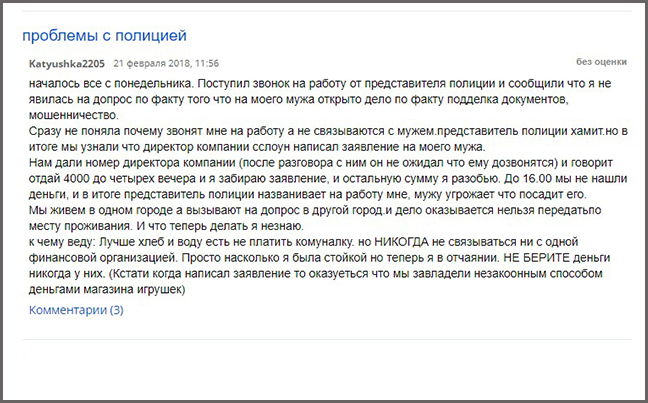 проблемы с полицией
Katyushka2205 21 февраля 2018, 11:56 без оценки
началось все с понедельника. Поступил звонок на работу от представителя полиции и сообщили что я не
явилась на допрос по факту того что на моего мужа открыто дело по факту подделка документов,
мошенничество.
Сразу не поняла почему звонят мне на работу а не связываются с мужем.представитель полиции хамит.но в
итоге мы узнали что директор компании сслоун написал заявление на моего мужа.
Нам дали номер директора компании (после разговора с ним он не ожидал что ему дозвонятся) и говорит
отдай 4000 до четырех вечера и я забираю заявление, и остальную сумму я разобью. До 16.00 мы не нашли
деньги, и в итоге представитель полиции названивает на работу мне, мужу угрожает что посадит его.
Мы живем в одном городе а вызывают на допрос в другой город.и дело оказывается нельзя передатьпо
месту проживания. И что теперь делать я незнаю.
к чему веду: Лучше хлеб и воду есть не платить комуналку. но НИКОГДА не связываться ни с одной
финансовой организацией. Просто насколько я была стойкой но теперь я в отчаянии. НЕ БЕРИТЕ деньги
никогда у них. (Кстати когда написал заявление то оказуеться что мы завладели незакоонным способом
деньгами магазина игрушек)
Комментарии (3)